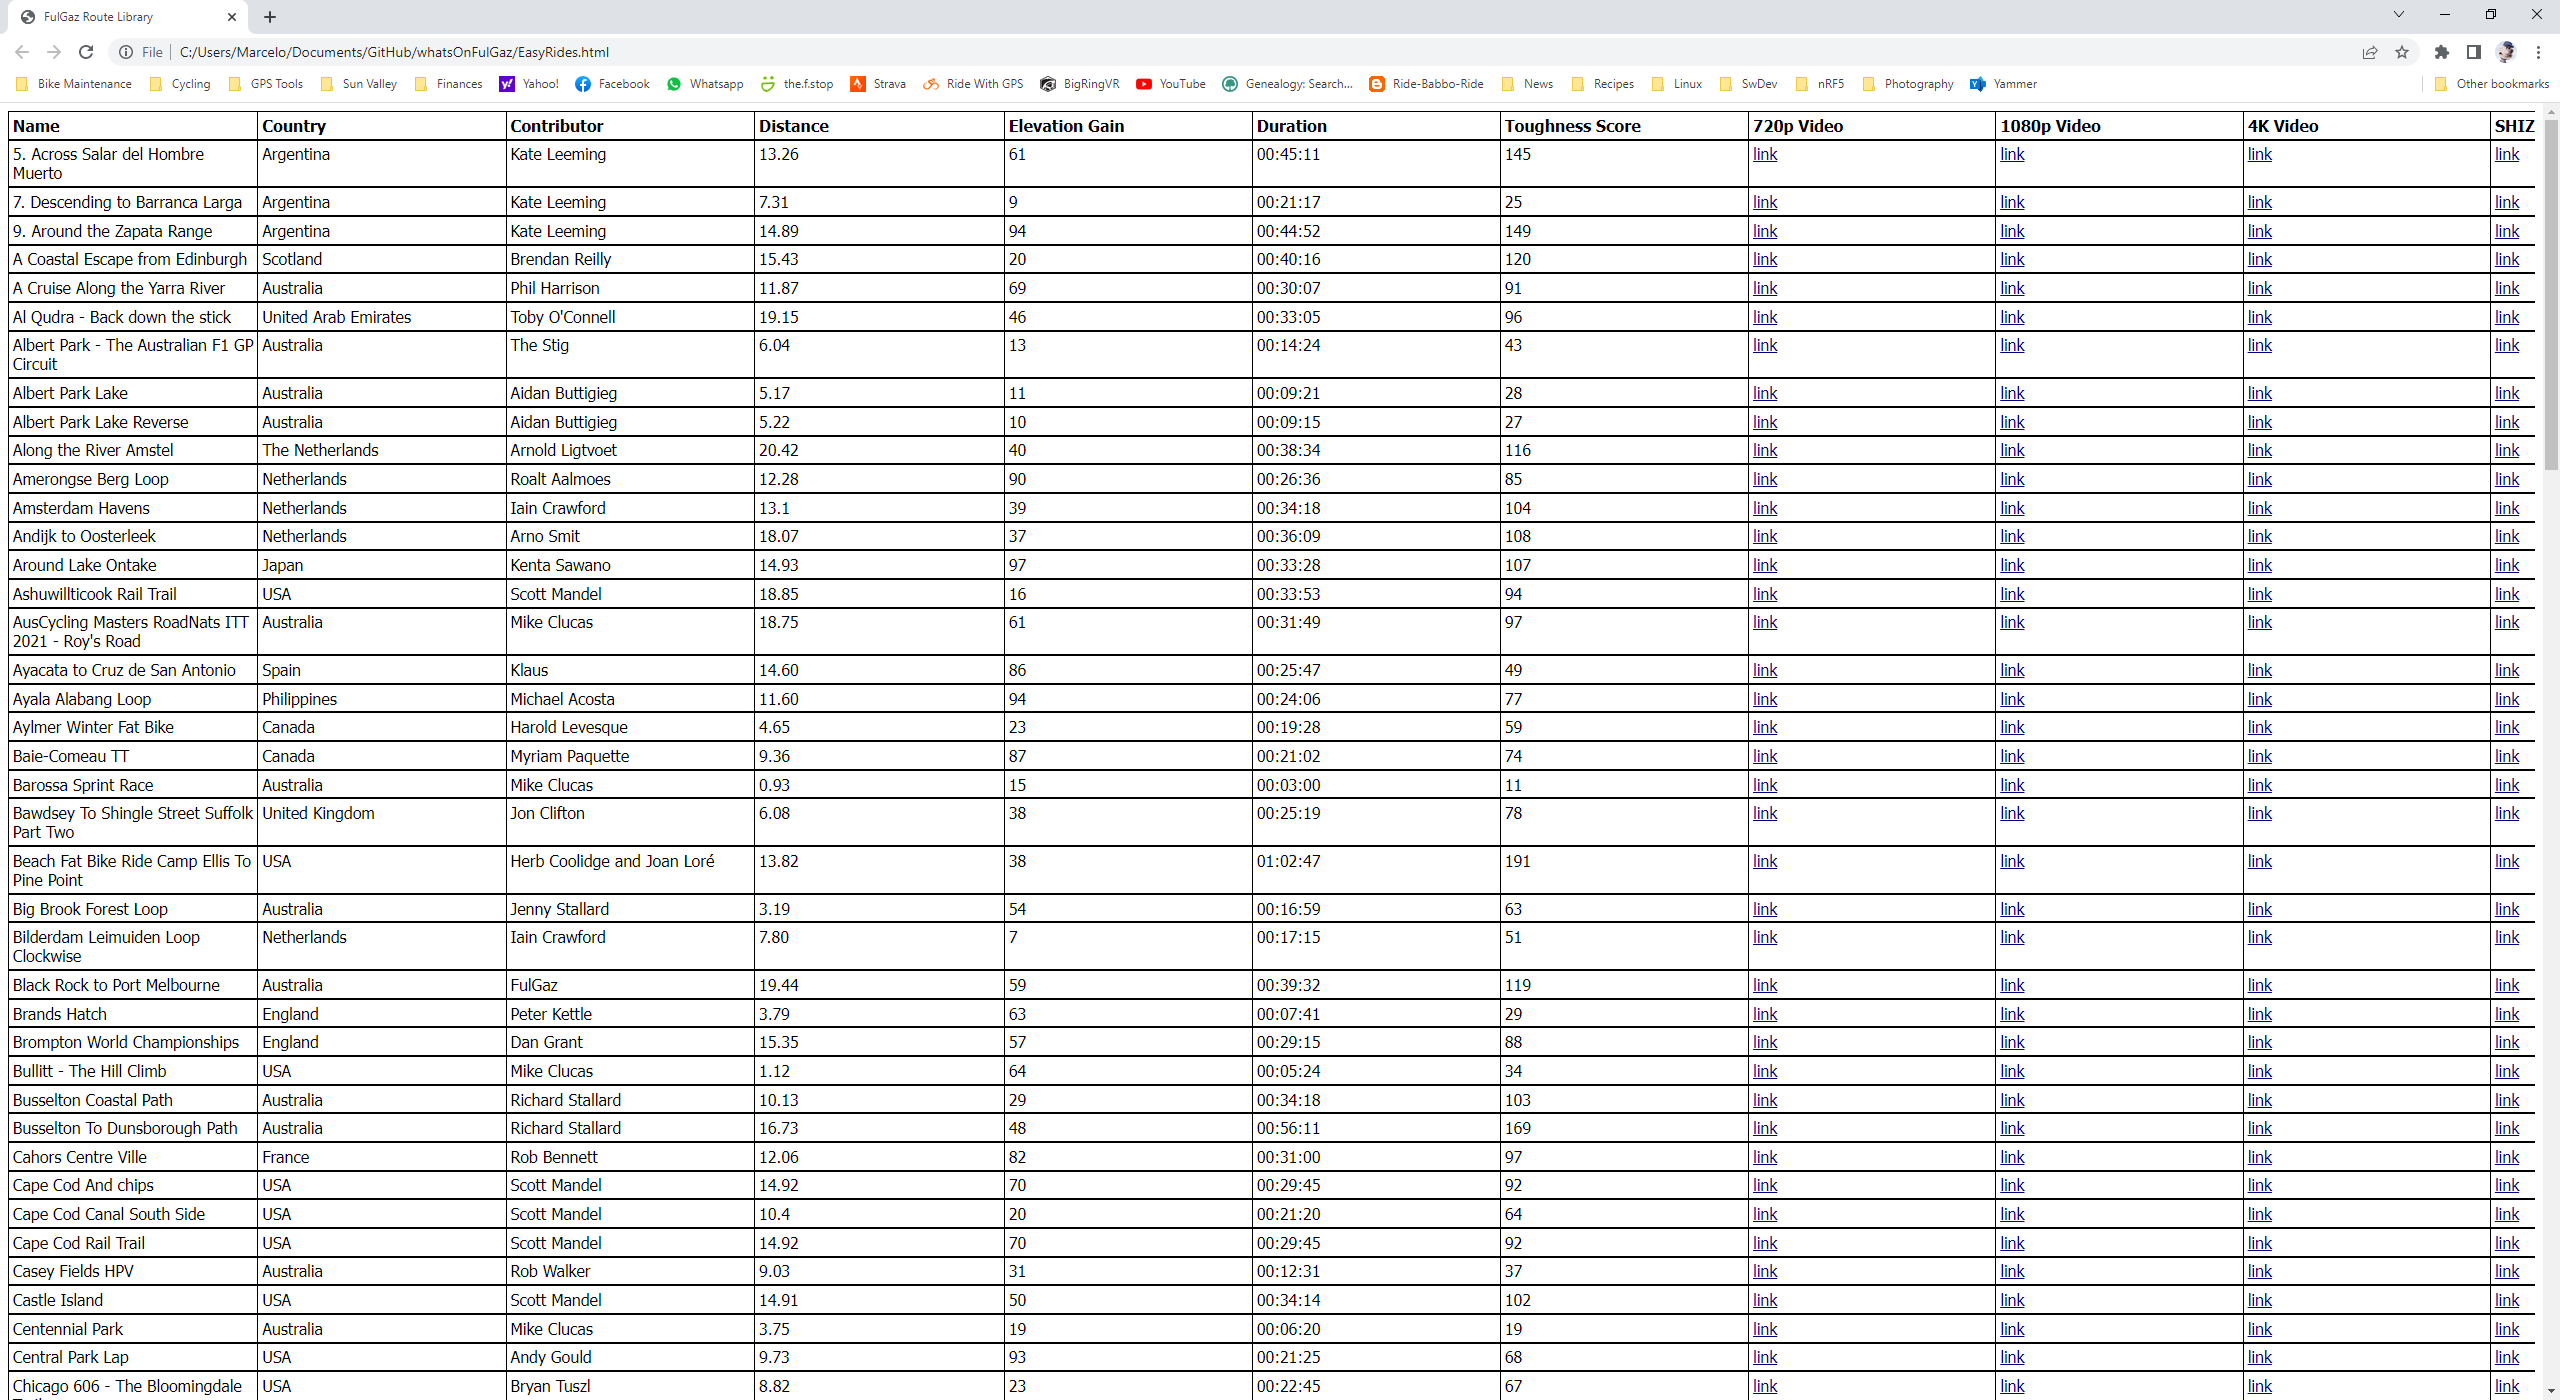 FulGaz Route Library
File C:/Users/Marcelo/Documents/GitHub/whatsOnFulGaz/EasyRides.html
Bike Maintenance Cycling GPS Tools Sun Valley Finances Yahoo! Facebook Whatsapp the.f.stop Strava Ride With GPS BigRingVR YouTube Genealogy: Search... Ride-Babbo-Ride News Recipes Linux SwDev nRF5 Photography Yammer Other bookmarks
Name Country Contributor Distance Elevation Gain Duration Toughness Score 720p Video 1080p Video 4K Video SHIZ
5. Across Salar del Hombre Argentina Kate Leeming 13.26 61 00:45:11 145 link link link link
Muerto
7. Descending to Barranca Larga Argentina Kate Leeming 7.31 9 00:21:17 25 link link link link
9. Around the Zapata Range Argentina Kate Leeming 14.89 94 00:44:52 149 link link link link
A Coastal Escape from Edinburgh Scotland Brendan Reilly 15.43 20 00:40:16 120 link link link link
A Cruise Along the Yarra River Australia Phil Harrison 11.87 69 00:30:07 91 link link link link
Al Qudra - Back down the stick United Arab Emirates Toby O'Connell 19.15 46 00:33:05 96 link link link link
Albert Park - The Australian F1 GP Australia The Stig 6.04 13 00:14:24 43 link link link link
Circuit
Albert Park Lake Australia Aidan Buttigieg 5.17 11 00:09:21 28 link link link link
Albert Park Lake Reverse Australia Aidan Buttigieg 5.22 10 00:09:15 27 link link link link
Along the River Amstel The Netherlands Arnold Ligtvoet 20.42 40 00:38:34 116 link link link link
Amerongse Berg Loop Netherlands Roalt Aalmoes 12.28 90 00:26:36 85 link link link link
Amsterdam Havens Netherlands Iain Crawford 13.1 39 00:34:18 104 link link link link
Andijk to Oosterleek Netherlands Arno Smit 18.07 37 00:36:09 108 link link link link
Around Lake Ontake Japan Kenta Sawano 14.93 97 00:33:28 107 link link link link
Ashuwillticook Rail Trail USA Scott Mandel 18.85 16 00:33:53 94 link link link link
AusCycling Masters RoadNats ITT Australia Mike Clucas 18.75 61 00:31:49 97 link link link link
2021 - Roy's Road
Ayacata to Cruz de San Antonio Spain Klaus 14.60 86 00:25:47 49 link link link link
Ayala Alabang Loop Philippines Michael Acosta 11.60 94 00:24:06 77 link link link link
Aylmer Winter Fat Bike Canada Harold Levesque 4.65 23 00:19:28 59 link link link link
Baie-Comeau TT Canada Myriam Paquette 9.36 87 00:21:02 74 link link link link
Barossa Sprint Race Australia Mike Clucas 0.93 15 00:03:00 11 link link link link
Bawdsey To Shingle Street Suffolk United Kingdom Jon Clifton 6.08 38 00:25:19 78 link link link link
Part Two
Beach Fat Bike Ride Camp Ellis To USA Herb Coolidge and Joan Loré 13.82 38 01:02:47 191 link link link link
Pine Point
Big Brook Forest Loop Australia Jenny Stallard 3.19 54 00:16:59 63 link link link link
Bilderdam Leimuiden Loop Netherlands Iain Crawford 7.80 7 00:17:15 51 link link link link
Clockwise
Black Rock to Port Melbourne Australia FulGaz 19.44 59 00:39:32 119 link link link link
Brands Hatch England Peter Kettle 3.79 63 00:07:41 29 link link link link
Brompton World Championships England Dan Grant 15.35 57 00:29:15 88 link link link link
Bullitt - The Hill Climb USA Mike Clucas 1.12 64 00:05:24 34 link link link link
Busselton Coastal Path Australia Richard Stallard 10.13 29 00:34:18 103 link link link link
Busselton To Dunsborough Path Australia Richard Stallard 16.73 48 00:56:11 169 link link link link
Cahors Centre Ville France Rob Bennett 12.06 82 00:31:00 97 link link link link
Cape Cod And chips USA Scott Mandel 14.92 70 00:29:45 92 link link link link
Cape Cod Canal South Side USA Scott Mandel 10.4 20 00:21:20 64 link link link link
Cape Cod Rail Trail USA Scott Mandel 14.92 70 00:29:45 92 link link link link
Casey Fields HPV Australia Rob Walker 9.03 31 00:12:31 37 link link link link
Castle Island USA Scott Mandel 14.91 50 00:34:14 102 link link link link
Centennial Park Australia Mike Clucas 3.75 19 00:06:20 19 link link link link
Central Park Lap USA Andy Gould 9.73 93 00:21:25 68 link link link link
Chicago 606 - The Bloomingdale USA Bryan Tuszl 8.82 23 00:22:45 67 link link link link